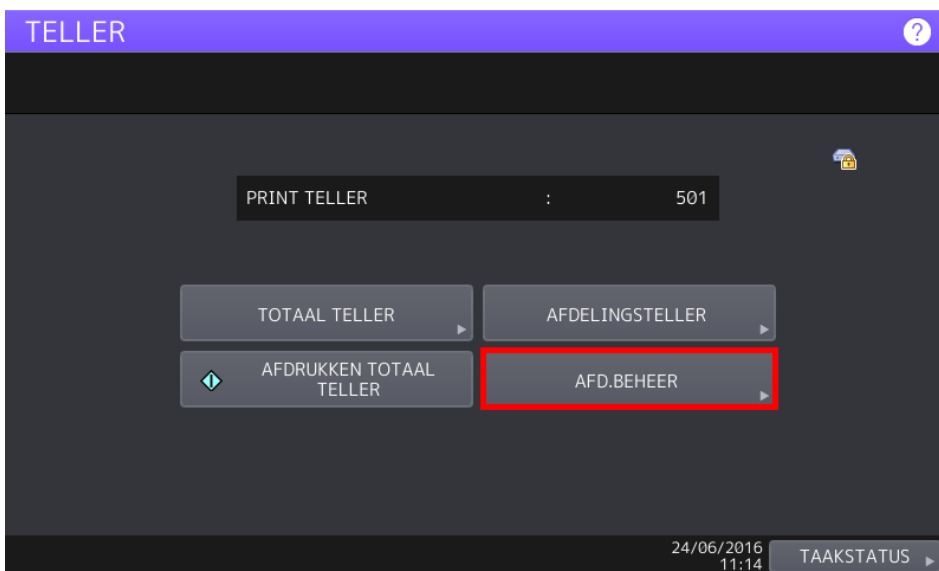 TELLER ?
PRINT TELLER : 501
TOTAAL TELLER
AFDELINGSTELLER
AFDRUKKEN TOTAAL
TELLER
AFD.BEHEER
24/06/2016
11:14
TAAKSTATUS